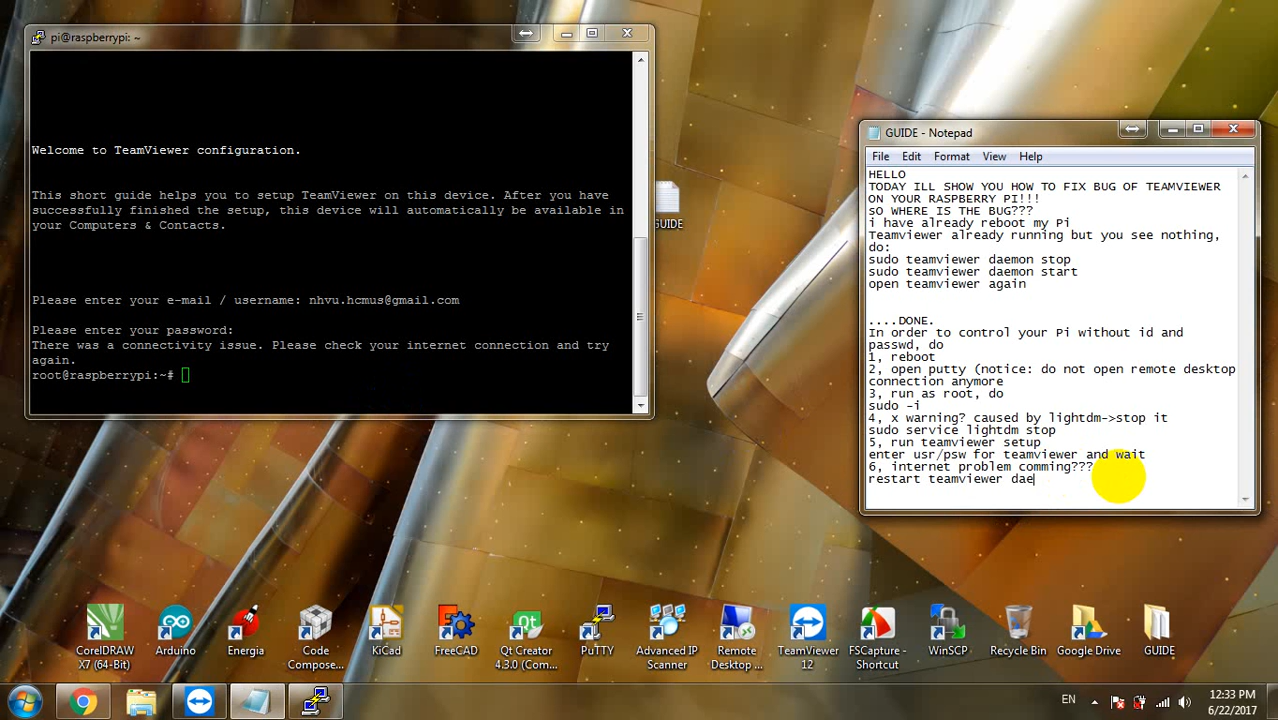 pi@raspberrypi: ~
Welcome to TeamViewer configuration.
This short guide helps you to setup TeamViewer on this device. After you have
successfully finished the setup, this device will automatically be available in
your Computers & Contacts.
Please enter your e-mail / username: nhvu.hcmus@gmail.com
Please enter your password:
There was a connectivity issue. Please check your internet connection and try
again.
root@raspberrypi:~#
GUIDE
GUIDE - Notepad
File Edit Format View Help
HELLO
TODAY ILL SHOW YOU HOW TO FIX BUG OF TEAMVIEWER
ON YOUR RASPBERRY PI!!!
SO WHERE IS THE BUG???
i have already reboot my Pi
Teamviewer already running but you see nothing,
do:
sudo teamviewer daemon stop
sudo teamviewer daemon start
open teamviewer again
....DONE.
In order to control your Pi without id and
passwd, do
1, reboot
2, open putty (notice: do not open remote desktop
connection anymore
3, run as root, do
sudo -i
4, x warning? caused by lightdm->stop it
sudo service lightdm stop
5, run teamviewer setup
enter usr/psw for teamviewer and wait
6, internet problem comming???
restart teamviewer dae
CorelDRAW
X7 (64-Bit)
Arduino
Energia
Code
Compose...
KiCad
FreeCAD
Qt Creator
4.3.0 (Com...
PuTTY
Advanced IP
Scanner
Remote
Desktop ...
TeamViewer
12
FSCapture -
Shortcut
WinSCP
Recycle Bin
Google Drive
GUIDE
EN
12:33 PM
6/22/2017